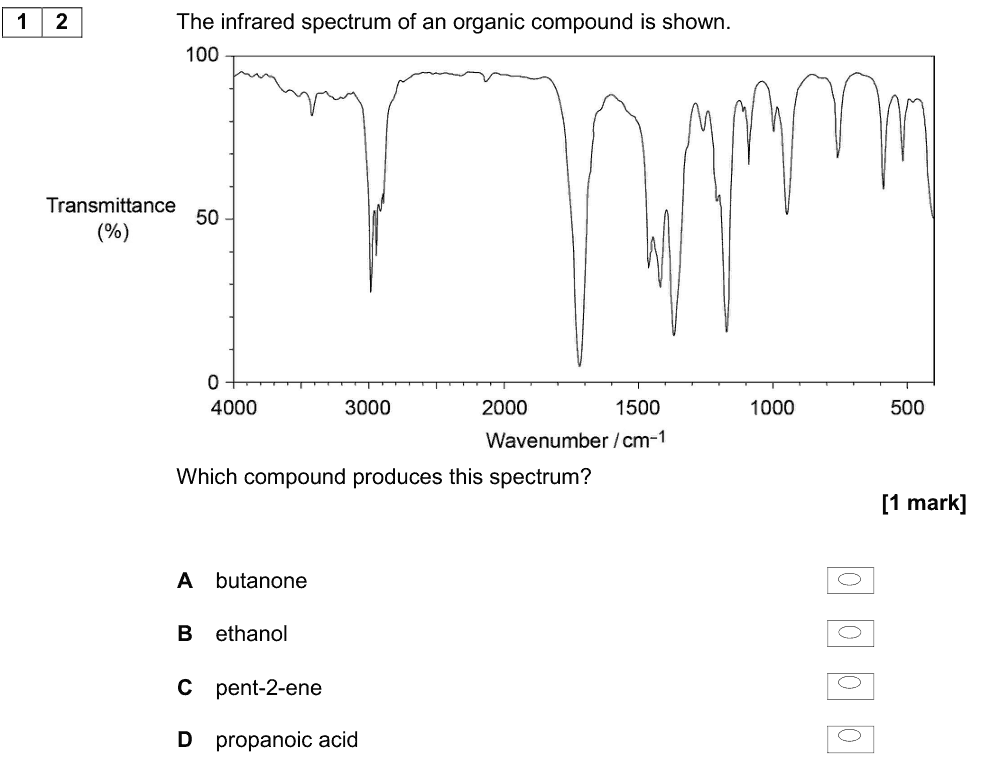 1 2
The infrared spectrum of an organic compound is shown.
100
Transmittance
(%)
50
0
4000 3000 2000 1500 1000 500
Wavenumber / cm⁻¹
Which compound produces this spectrum?
[1 mark]
A butanone
B ethanol
C pent-2-ene
D propanoic acid